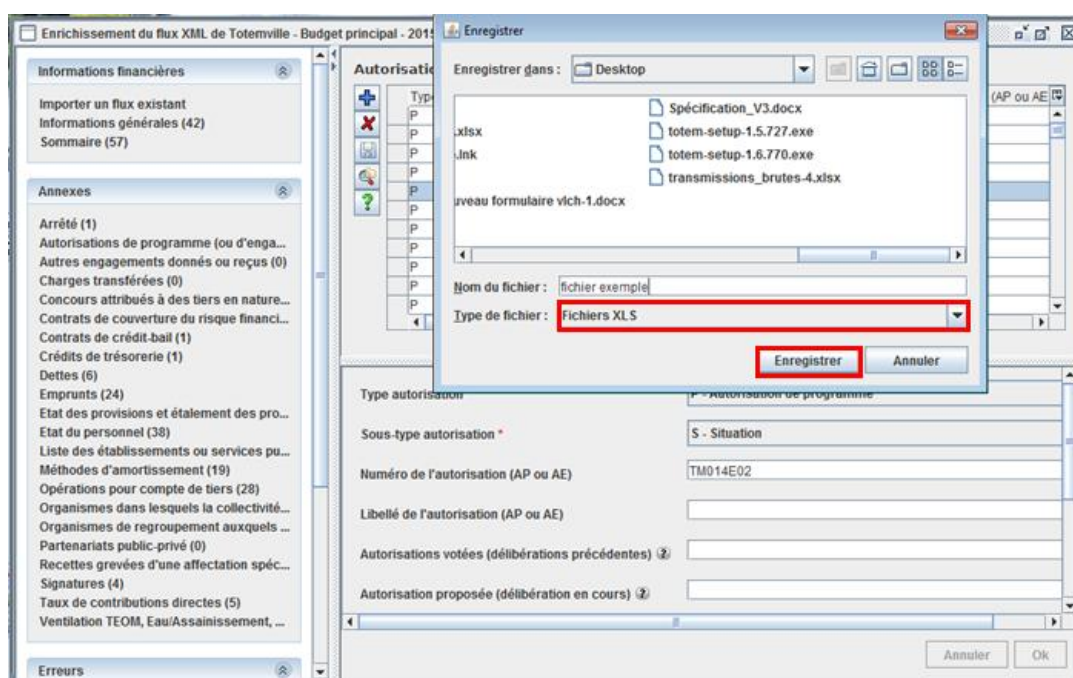 Enrichissement du flux XML de Totemville - Budget principal - 2015
Informations financières
Importer un flux existant
Informations générales (42)
Sommaire (57)
Annexes
Arrêté (1)
Autorisations de programme (ou d'enga...
Autres engagements donnés ou reçus (0)
Charges transférées (0)
Concours attribués à des tiers en nature...
Contrats de couverture du risque financi...
Contrats de crédit-bail (1)
Crédits de trésorerie (1)
Dettes (6)
Emprunts (24)
Etat des provisions et étalement des pro...
Etat du personnel (38)
Liste des établissements ou services pu...
Méthodes d'amortissement (19)
Opérations pour compte de tiers (28)
Organismes dans lesquels la collectivité...
Organismes de regroupement auxquels ...
Partenariats public-privé (0)
Recettes grevées d'une affectation spéc...
Signatures (4)
Taux de contributions directes (5)
Ventilation TEOM, Eau/Assainissement, ...
Erreurs
Autorisatio
Typ
(AP ou AE
P
P
P
P
P
P
P
P
P
P
P
Enregistrer
Enregistrer dans :
Desktop
.xlsx
.lnk
uveau formulaire vlch-1.docx
Spécification_V3.docx
totem-setup-1.5.727.exe
totem-setup-1.6.770.exe
transmissions_brutes-4.xlsx
Nom du fichier :
fichier exemple
Type de fichier :
Fichiers XLS
Enregistrer
Annuler
Type autorisation
P - Autorisation de programme
Sous-type autorisation *
S - Situation
Numéro de l'autorisation (AP ou AE)
TM014E02
Libellé de l'autorisation (AP ou AE)
Autorisations votées (délibérations précédentes) ?
Autorisation proposée (délibération en cours) ?
Annuler
Ok